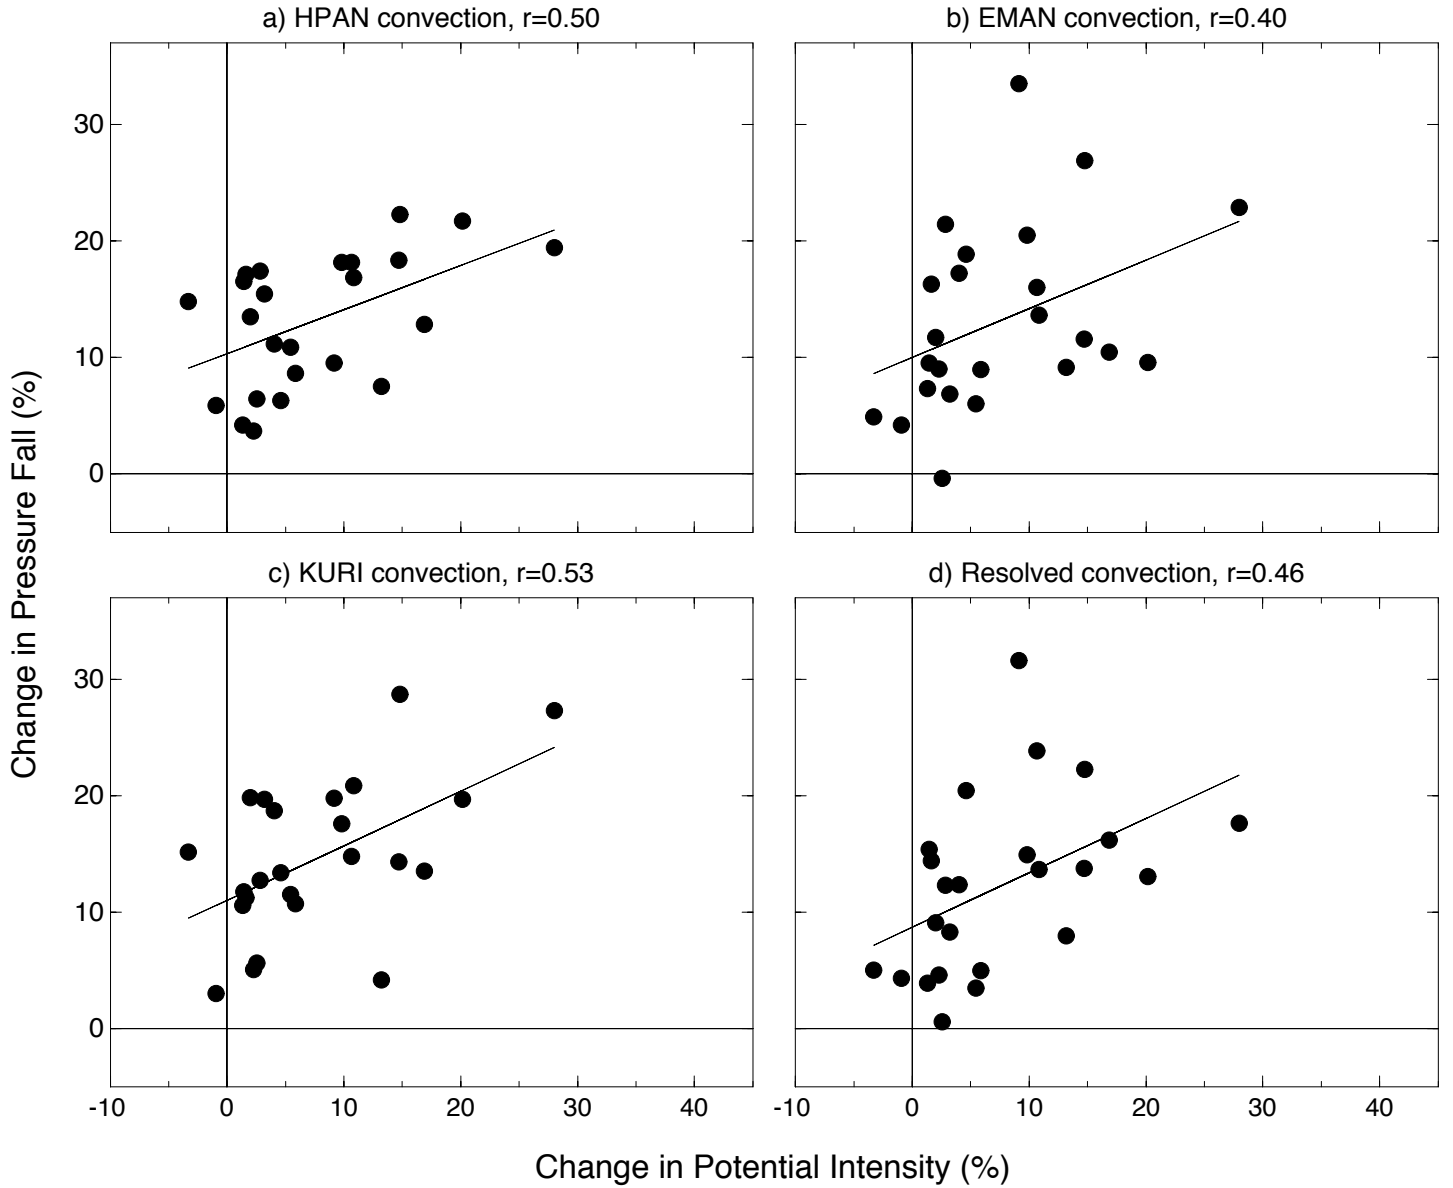 a) HPAN convection, r=0.50
b) EMAN convection, r=0.40
30
20
10
0
c) KURI convection, r=0.53
d) Resolved convection, r=0.46
30
20
10
0
-10 0 10 20 30 40
-10 0 10 20 30 40
Change in Pressure Fall (%)
Change in Potential Intensity (%)